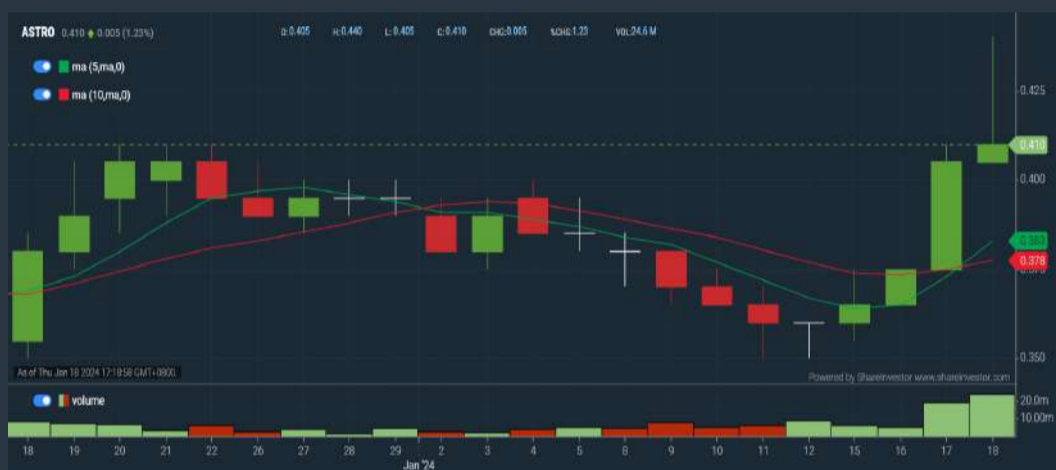 ASTRO 0.410 0.005 (1.23%) O: 0.405 H: 0.440 L: 0.405 C: 0.410 CHG:0.005 %CHG: 1.23 VOL:24.6 M
ma (5,ma,0)
ma (10,ma,0)
0.425
0.410
0.400
0.383
0.378
0.375
0.350
As of Thu Jan 18 2024 17:18:58 GMT+0800.
Powered by ShareInvestor www.shareinvestor.com
volume
20.0m
10.00m
18 19 20 21 22 26 27 28 29 2 3 4 5 8 9 10 11 12 15 16 17 18
Jan '24